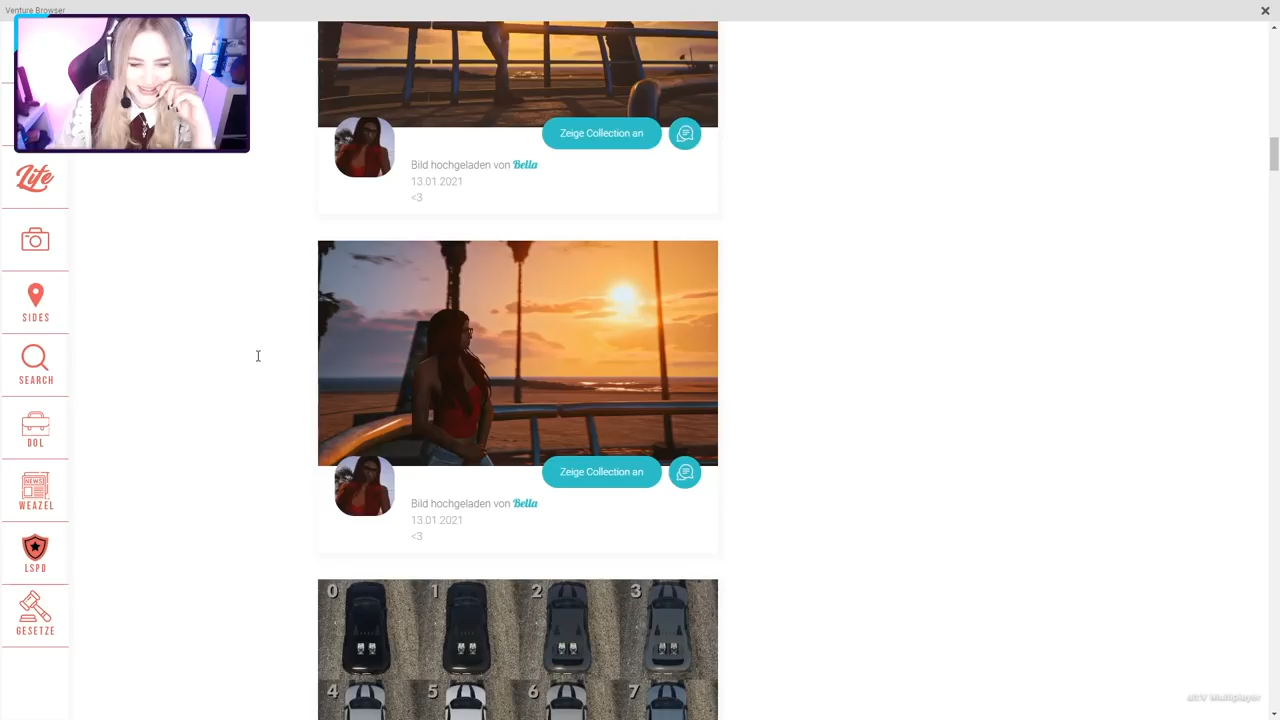 Venture Browser
Life
SIDES
SEARCH
DOL
NEWS
WEAZEL
LSPD
GESETZE
Zeige Collection an
Bild hochgeladen von Bella
13.01.2021
<3
Zeige Collection an
Bild hochgeladen von Bella
13.01.2021
<3
0 1 2 3
4 5 6 7
alt:V Multiplayer